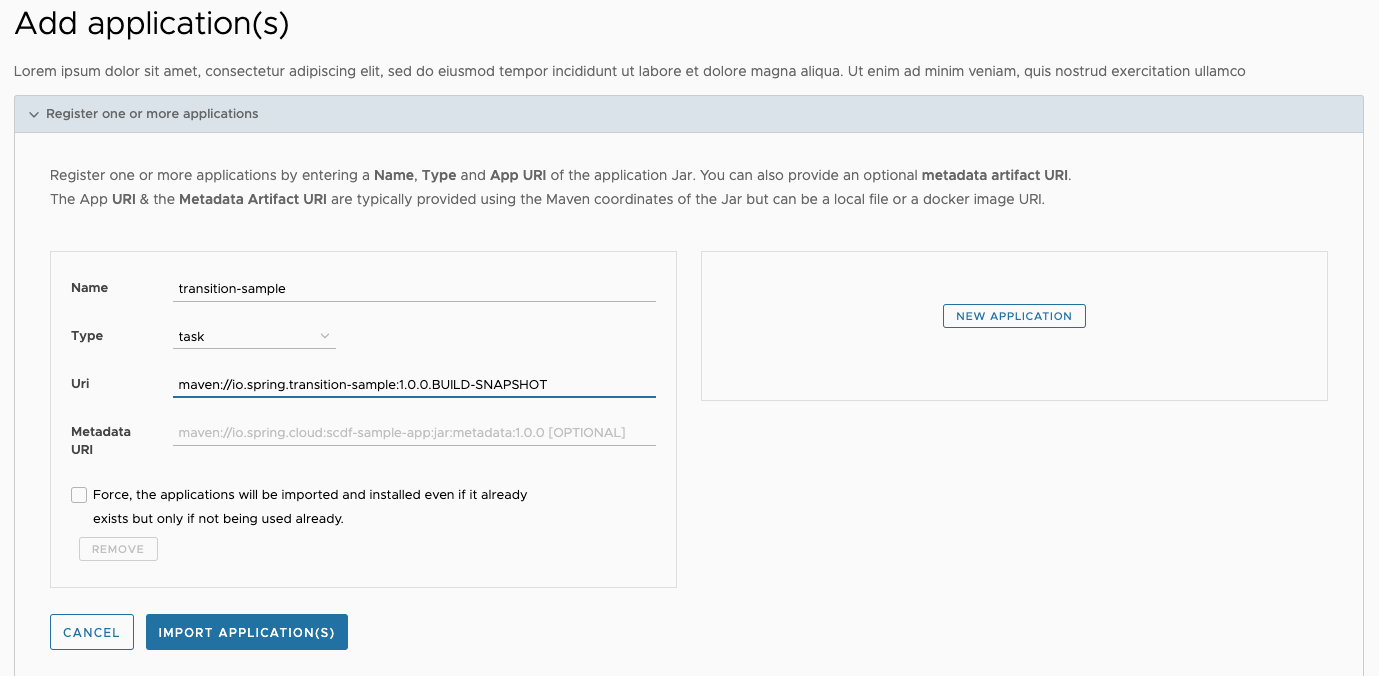 Add application(s)
Lorem ipsum dolor sit amet, consectetur adipiscing elit, sed do eiusmod tempor incididunt ut labore et dolore magna aliqua. Ut enim ad minim veniam, quis nostrud exercitation ullamco
Register one or more applications
Register one or more applications by entering a Name, Type and App URI of the application Jar. You can also provide an optional metadata artifact URI.
The App URI & the Metadata Artifact URI are typically provided using the Maven coordinates of the Jar but can be a local file or a docker image URI.
Name
transition-sample
Type
task
Uri
maven://io.spring.transition-sample:1.0.0.BUILD-SNAPSHOT
Metadata
URI
maven://io.spring.cloud:scdf-sample-app:jar:metadata:1.0.0 [OPTIONAL]
Force, the applications will be imported and installed even if it already
exists but only if not being used already.
REMOVE
NEW APPLICATION
CANCEL
IMPORT APPLICATION(S)